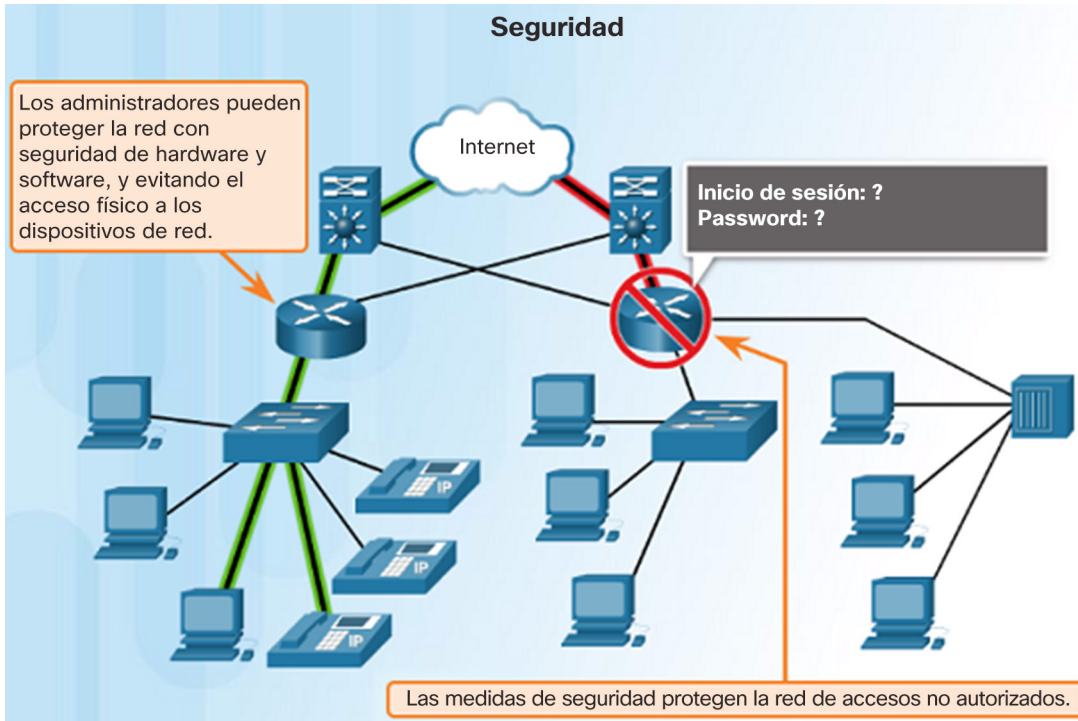 Seguridad
Los administradores pueden
proteger la red con
seguridad de hardware y
software, y evitando el
acceso físico a los
dispositivos de red.
Internet
Inicio de sesión: ?
Password: ?
IP
IP
IP
Las medidas de seguridad protegen la red de accesos no autorizados.